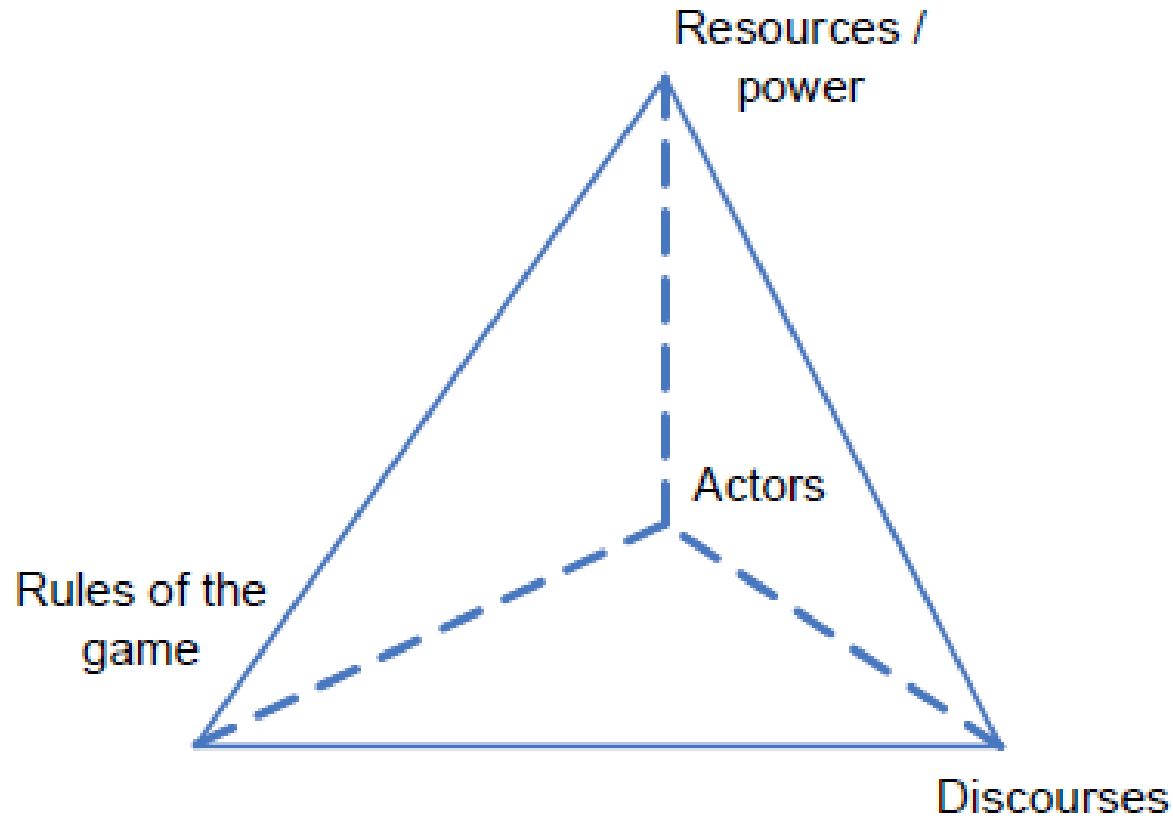 Resources /
power
Actors
Rules of the
game
Discourses